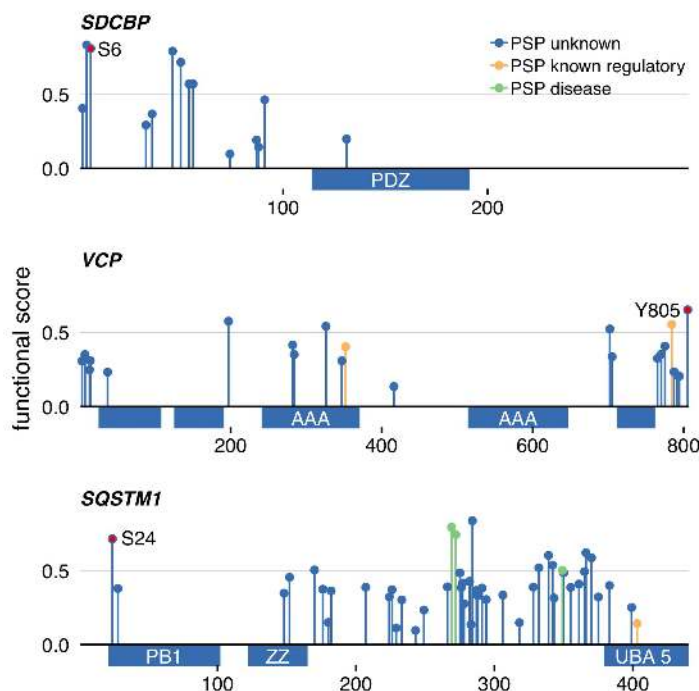 SDCBP
S6
PSP unknown
PSP known regulatory
PSP disease
0.5
0.0
PDZ
100 200
VCP
Y805
0.5
0.0
AAA AAA
200 400 600 800
functional score
SQSTM1
S24
0.5
0.0
PB1 ZZ UBA 5
100 200 300 400